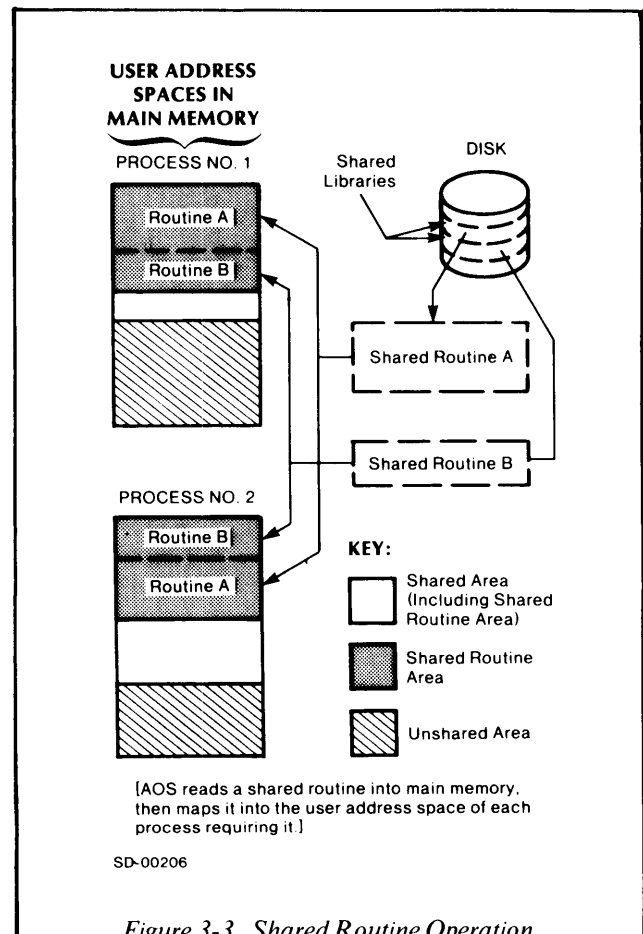 USER ADDRESS
SPACES IN
MAIN MEMORY
PROCESS NO. 1
Routine A
Routine B
Shared
Libraries
DISK
Shared Routine A
Shared Routine B
PROCESS NO. 2
Routine B
Routine A
KEY:
Shared Area
(Including Shared
Routine Area)
Shared Routine
Area
Unshared Area
[AOS reads a shared routine into main memory,
then maps it into the user address space of each
process requiring it.]
SD-00206
Figure 3-3. Shared Routine Operation